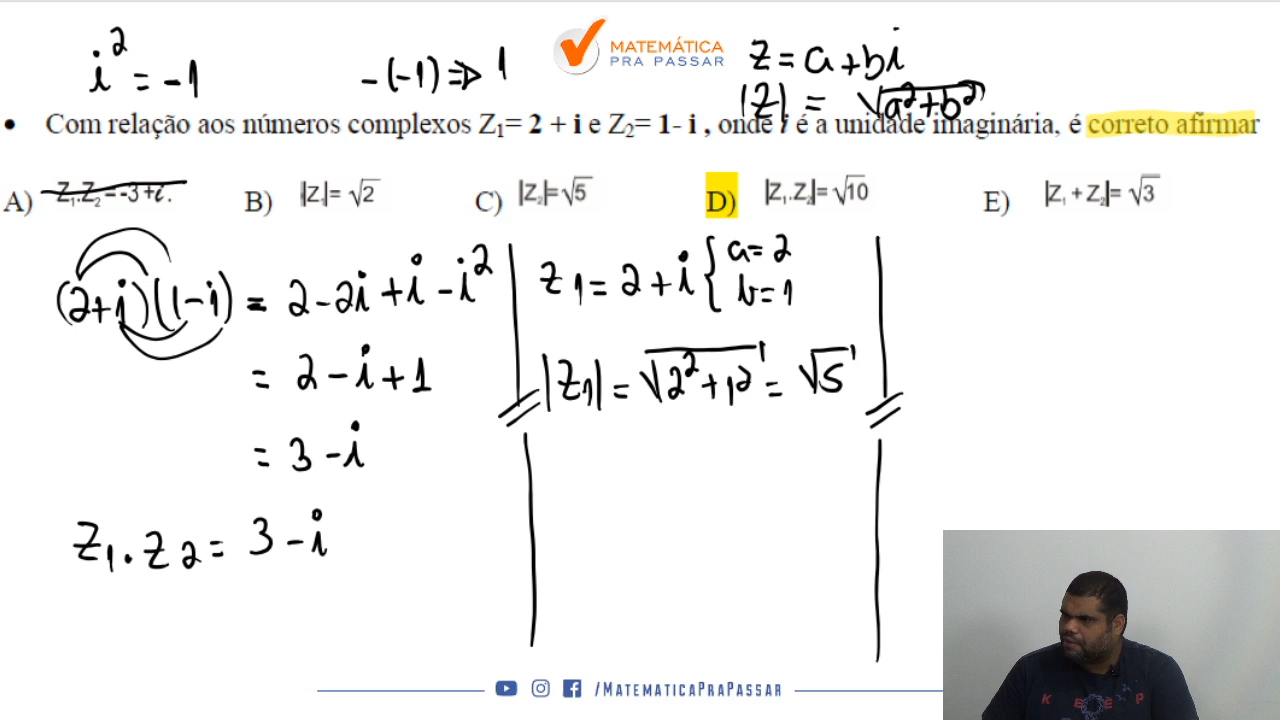 i² = -1
-(-1) => 1
MATEMÁTICA
PRA PASSAR
z = a+bi
|z| = √a²+b²
• Com relação aos números complexos Z₁= 2 + i e Z₂= 1- i , onde i é a unidade imaginária, é correto afirmar
A) Z₁.Z₂ =-3+i.
B) |Z₁|= √2
C) |Z₂|=√5
D) |Z₁.Z₂|=√10
E) |Z₁ +Z₂|= √3
(2+i)(1-i) = 2-2i+i-i²
= 2-i+1
= 3-i
z₁.z₂= 3-i
z₁=2+i { a=2
b=1
|z₁|= √2²+1² = √5
/MATEMATICAPRAPASSAR
K E E P